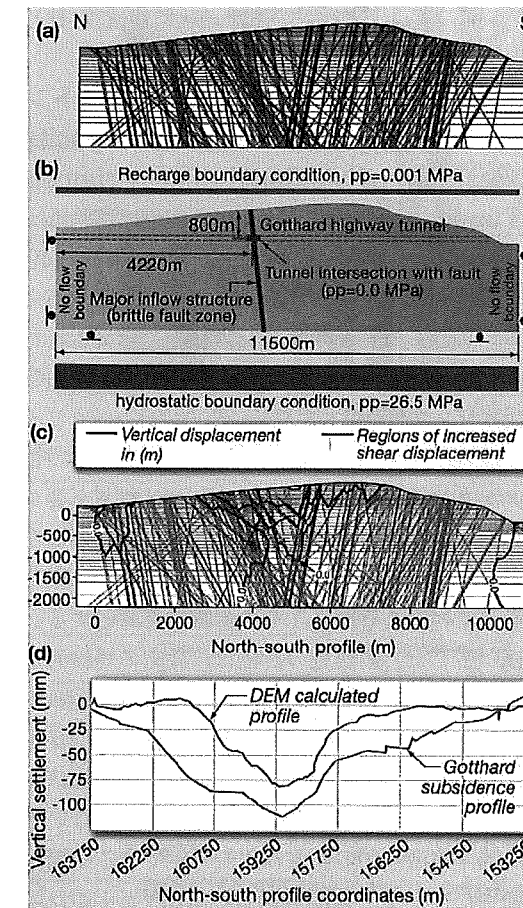 (a)
N
S
(b)
Recharge boundary condition, pp=0.001 MPa
800m
Gotthard highway tunnel
4220m
Tunnel intersection with fault
(pp=0.0 MPa)
No flow
boundary
Major inflow structure
(brittle fault zone)
No flow
boundary
11500m
hydrostatic boundary condition, pp=26.5 MPa
(c)
Vertical displacement
in (m)
Regions of increased
shear displacement
0
-500
-1000
-1500
-2000
0
2000
4000
6000
8000
10000
North-south profile (m)
(d)
Vertical settlement (mm)
0
-25
-50
-75
-100
DEM calculated
profile
Gotthard
subsidence
profile
163750
162250
160750
159250
157750
156250
154750
153250
North-south profile coordinates (m)